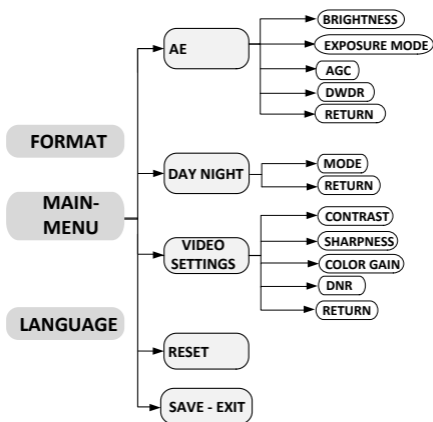 FORMAT
MAIN-
MENU
LANGUAGE
AE
BRIGHTNESS
EXPOSURE MODE
AGC
DWDR
RETURN
DAY NIGHT
MODE
RETURN
VIDEO
SETTINGS
CONTRAST
SHARPNESS
COLOR GAIN
DNR
RETURN
RESET
SAVE - EXIT